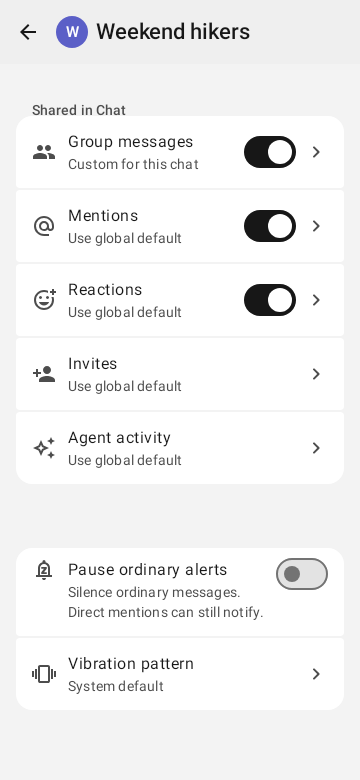 W Weekend hikers
Shared in Chat
Group messages
Custom for this chat
Mentions
Use global default
Reactions
Use global default
Invites
Use global default
Agent activity
Use global default
Pause ordinary alerts
Silence ordinary messages.
Direct mentions can still notify.
Vibration pattern
System default